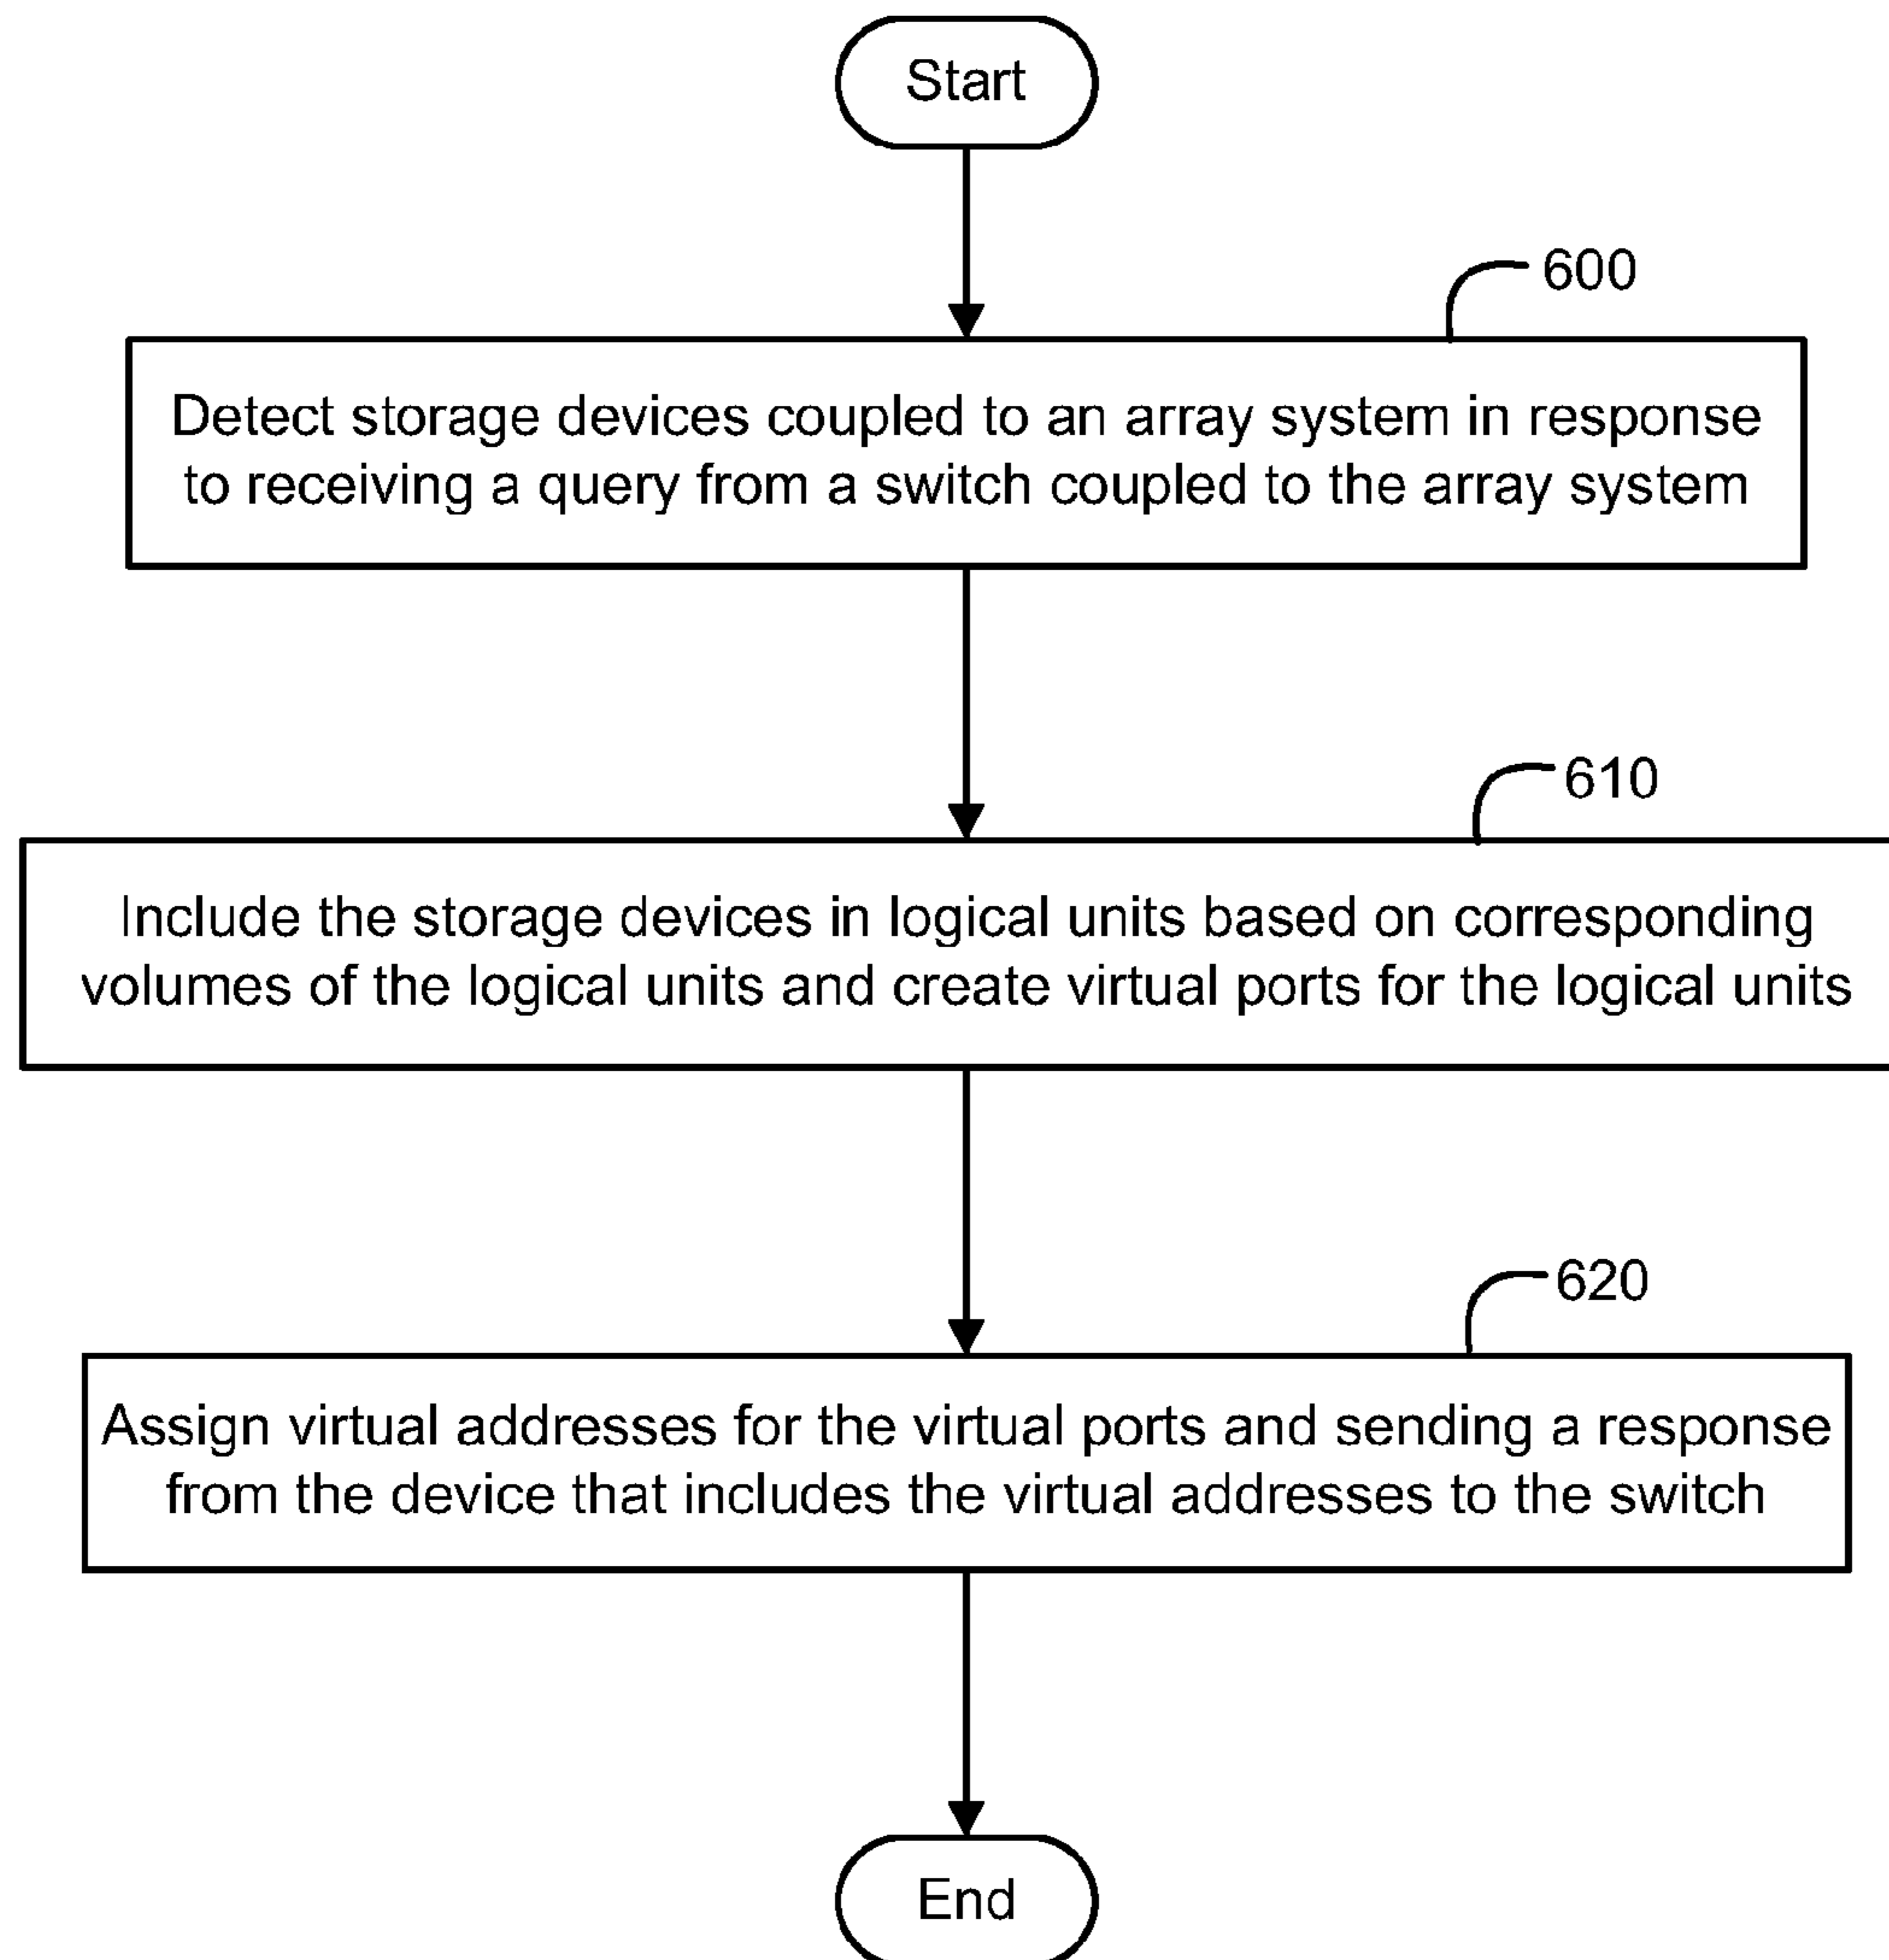 Start
600
Detect storage devices coupled to an array system in response
to receiving a query from a switch coupled to the array system
610
Include the storage devices in logical units based on corresponding
volumes of the logical units and create virtual ports for the logical units
620
Assign virtual addresses for the virtual ports and sending a response
from the device that includes the virtual addresses to the switch
End